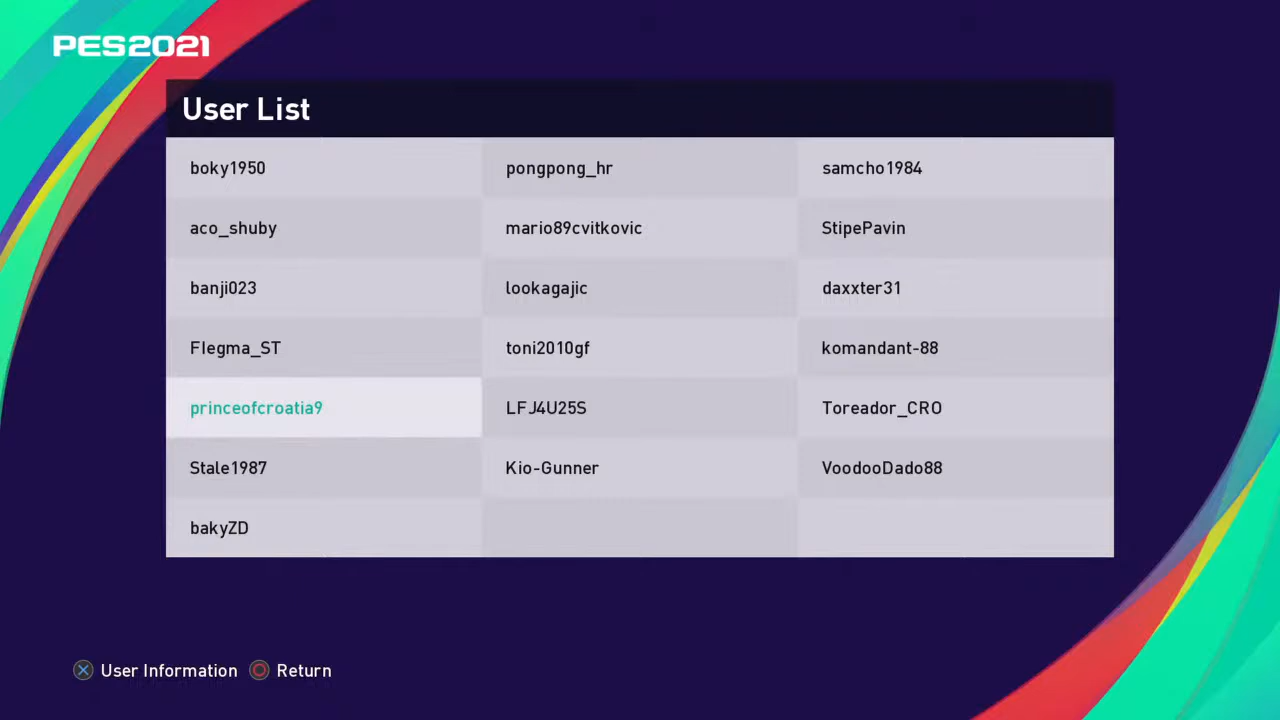 PES2021
User List
boky1950 pongpong_hr samcho1984
aco_shuby mario89cvitkovic StipePavin
banji023 lookagajic daxxter31
Flegma_ST toni2010gf komandant-88
princeofcroatia9 LFJ4U25S Toreador_CRO
Stale1987 Kio-Gunner VoodooDado88
bakyZD
User Information Return